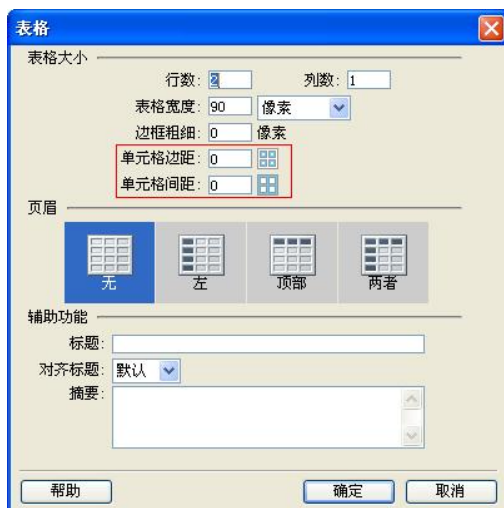 表格
表格大小
行数: 2 列数: 1
表格宽度: 90 像素
边框粗细: 0 像素
单元格边距: 0
单元格间距: 0
页眉
无 左 顶部 两者
辅助功能
标题:
对齐标题: 默认
摘要:
帮助 确定 取消